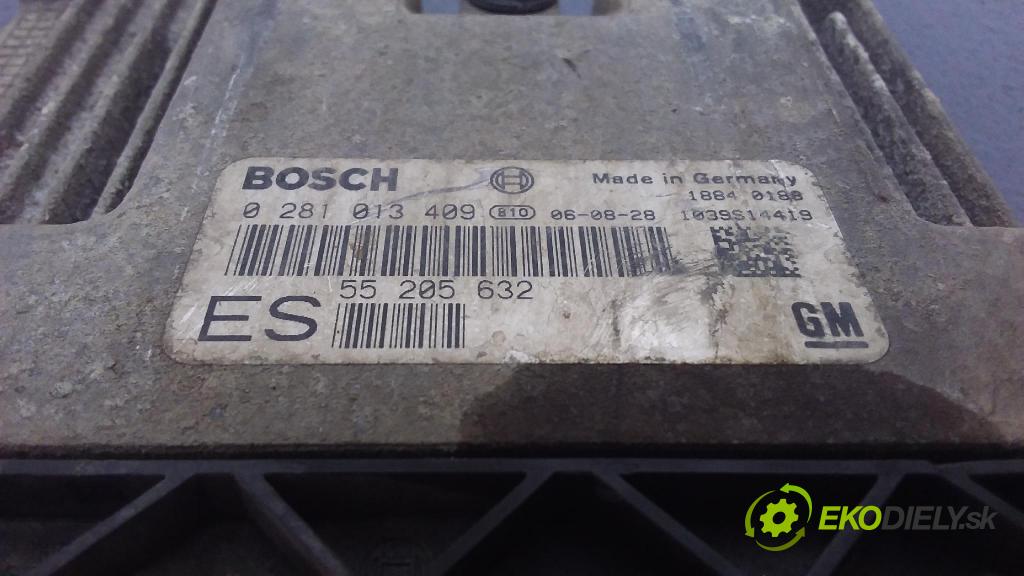 BOSCH Made in Germany
1884 0188
0 281 013 409 B10 06-08-28 1039S14419
55 205 632
ES
GM
EKODIELY.sk